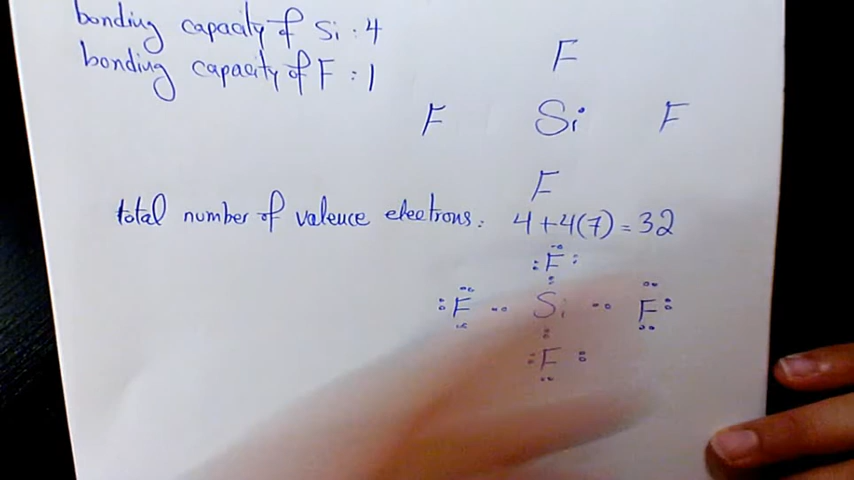 bonding capacity of Si : 4
bonding capacity of F : 1
F
F Si F
F
total number of valence electrons: 4+4(7)=32
:F:
:F -- Si -- F:
:F: